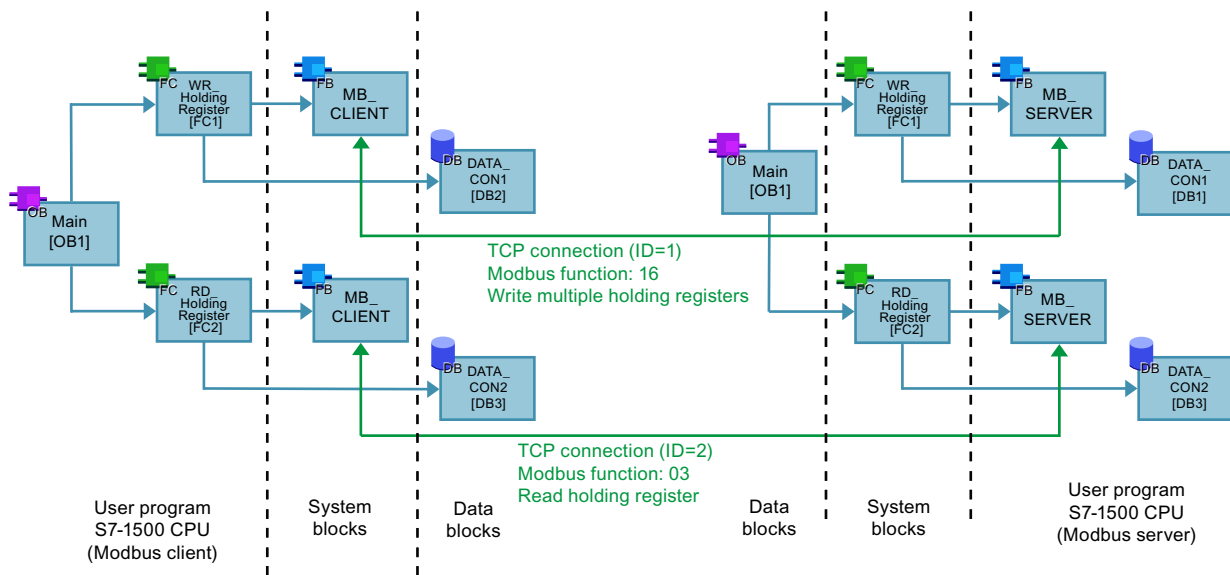 FC
WR_
Holding
Register
[FC1]
FB
MB_
CLIENT
DB
DATA_
CON1
[DB2]
OB
Main
[OB1]
FC
RD_
Holding
Register
[FC2]
FB
MB_
CLIENT
DB
DATA_
CON2
[DB3]
TCP connection (ID=1)
Modbus function: 16
Write multiple holding registers
TCP connection (ID=2)
Modbus function: 03
Read holding register
OB
Main
[OB1]
FC
WR_
Holding
Register
[FC1]
FB
MB_
SERVER
DB
DATA_
CON1
[DB1]
FC
RD_
Holding
Register
[FC2]
FB
MB_
SERVER
DB
DATA_
CON2
[DB3]
User program
S7-1500 CPU
(Modbus client)
System
blocks
Data
blocks
Data
blocks
System
blocks
User program
S7-1500 CPU
(Modbus server)